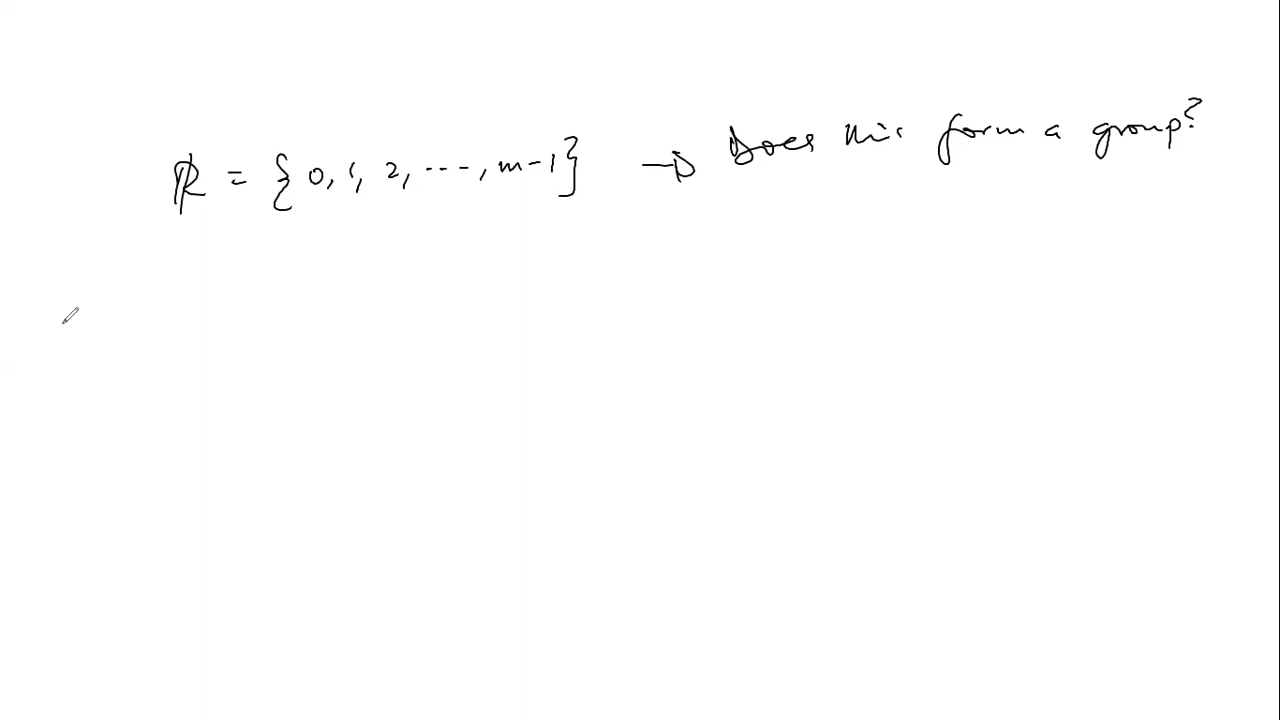 ℝ = {0, 1, 2, ---, m-1} → Does this form a group?